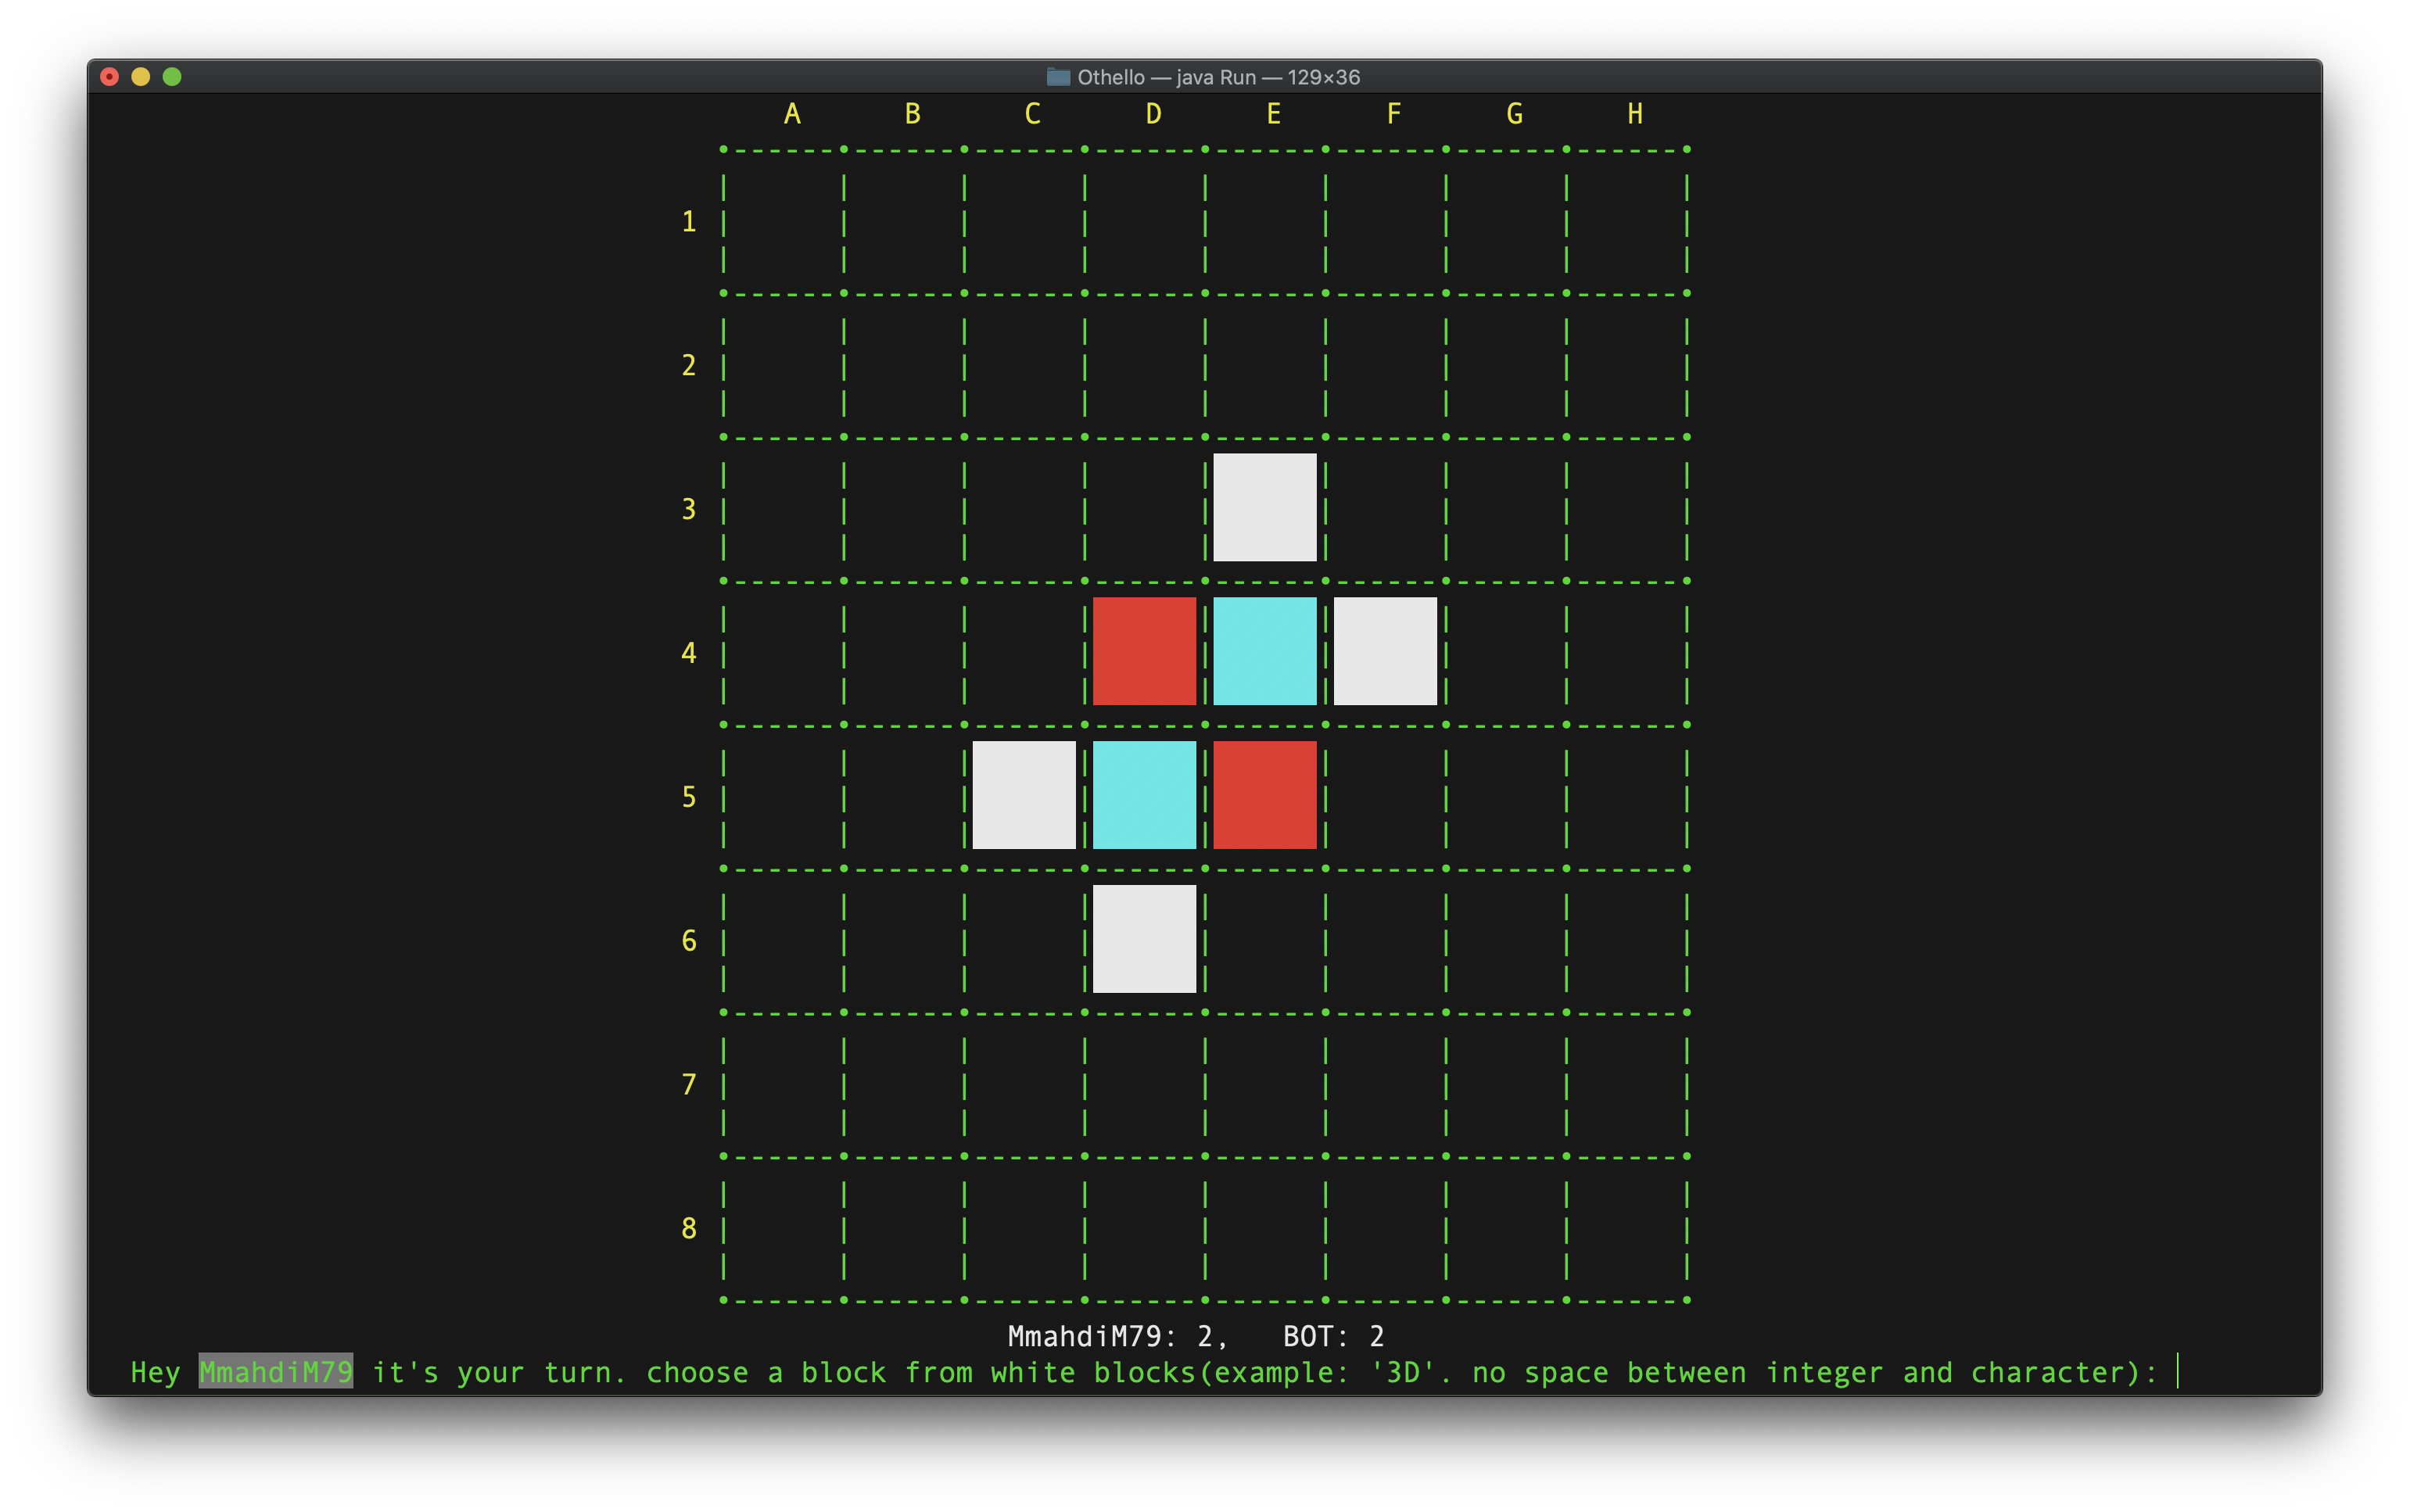 Othello — java Run — 129×36
A B C D E F G H
1
2
3
4
5
6
7
8
MmahdiM79: 2,   BOT: 2
Hey MmahdiM79 it's your turn. choose a block from white blocks(example: '3D'. no space between integer and character):